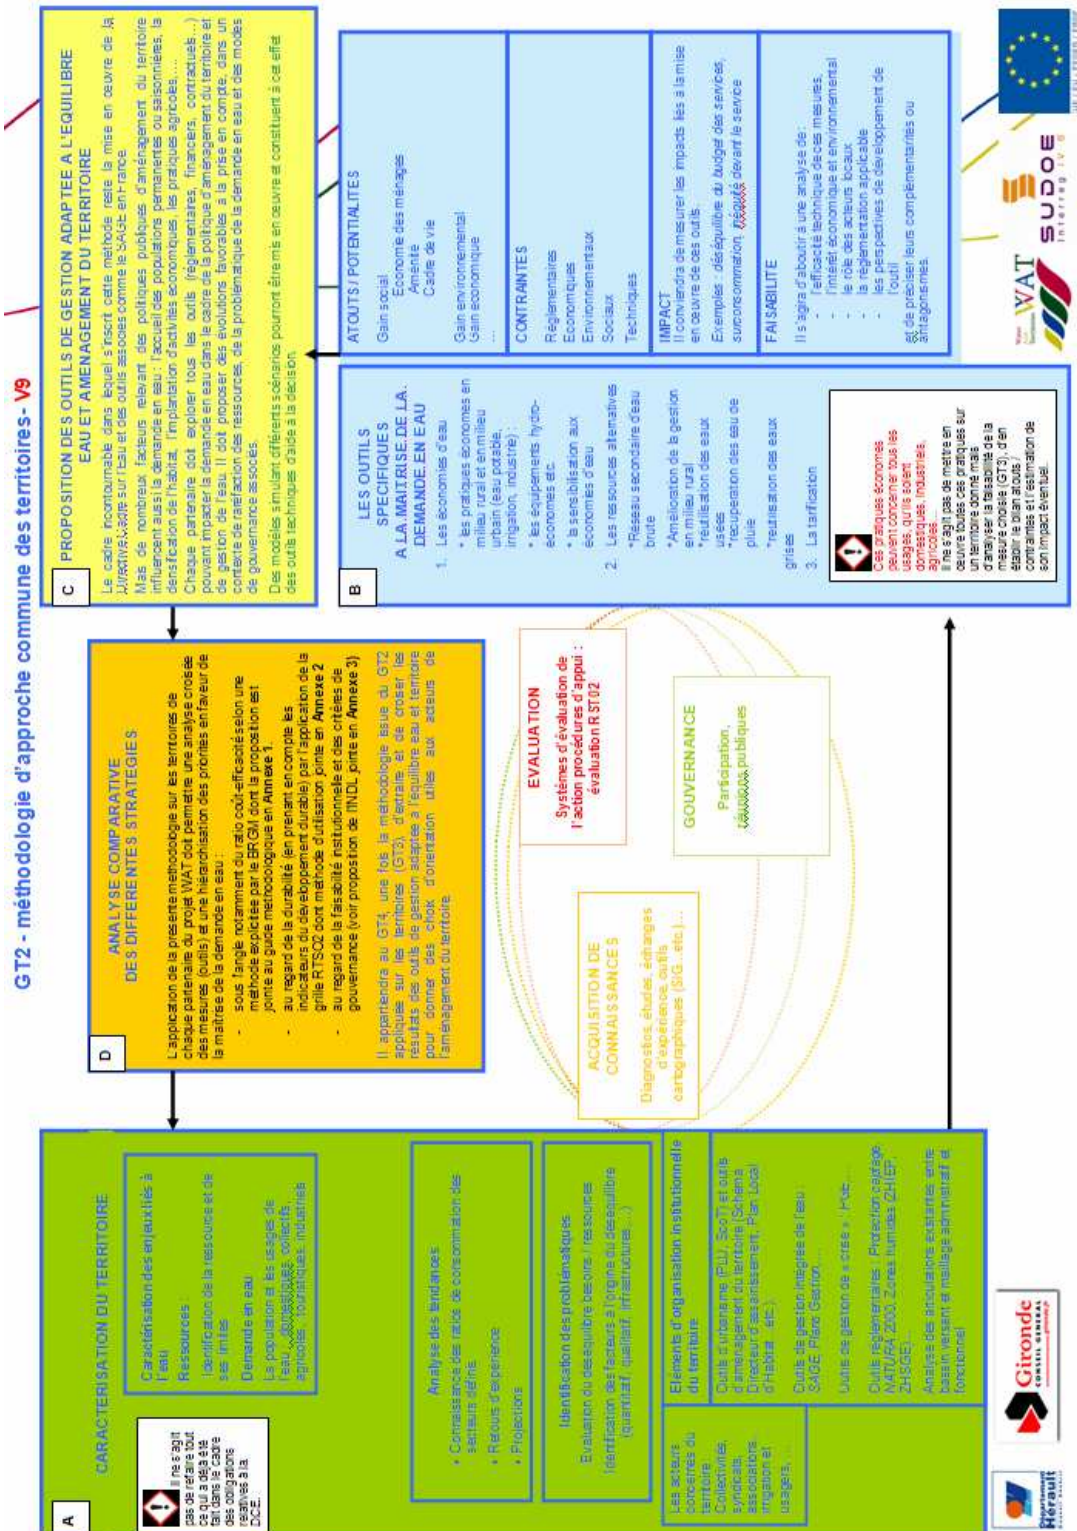 GT2 - méthodologie d'approche commune des territoires- V9
A
CARACTERISATION DU TERRITOIRE
Il ne s'agit
pas de refaire tout
ce qui a déjà été
fait dans le cadre
des obligations
relatives à la
DCE.
Caractérisation des enjeux liés à
l'eau
Ressources :
Identification de la ressource et de
ses limites
Demande en eau
La population et les usages de
l'eau : domestiques, collectifs,
agricoles, touristiques, industriels
Analyse des tendances
• Connaissance des ratios de consommation des
secteurs définis
• Retours d'expérience
• Projections
Identification des problématiques
Evaluation du déséquilibre besoins / ressources
Identification des facteurs à l'origine du déséquilibre
(quantitatif, qualitatif, infrastructures…)
Les acteurs
concernés du
territoire :
Collectivités,
syndicats,
associations
irrigation et
usagers, …
Eléments d'organisation institutionnelle
du territoire
Outils d'urbanisme (PLU, ScoT) et outils
d'aménagement du territoire (Schéma
Directeur d'assainissement, Plan Local
d'Habitat…etc.)
Outils de gestion intégrée de l'eau :
SAGE, Plans Gestion…
Outils de gestion de « crise » : PGE,…
Outils réglementaires : Protection captage,
NATURA 2000, Zones humides (ZHIEP,
ZHSGE)
Analyse des articulations existantes entre
bassin versant et maillage administratif et
fonctionnel
D
ANALYSE COMPARATIVE
DES DIFFERENTES STRATEGIES
L'application de la présente méthodologie sur les territoires de
chaque partenaire du projet WAT doit permettre une analyse croisée
des mesures (outils) et une hiérarchisation des priorités en faveur de
la maîtrise de la demande en eau :
- sous l'angle notamment du ratio coût-efficacité selon une
méthode explicitée par le BRGM dont la proposition est
jointe au guide méthodologique en Annexe 1.
- au regard de la durabilité (en prenant en compte les
indicateurs du développement durable) par l'application de la
grille RTSO2 dont méthode d'utilisation jointe en Annexe 2
- au regard de la faisabilité institutionnelle et des critères de
gouvernance (voir proposition de l'INDL jointe en Annexe 3)
Il appartiendra au GT4, une fois la méthodologie issue du GT2
appliquée sur les territoires (GT3), d'extraire et de croiser les
résultats des outils de gestion adaptée à l'équilibre eau et territoire
pour donner des choix d'orientation utiles aux acteurs de
l'aménagement du territoire.
ACQUISITION DE
CONNAISSANCES
Diagnostics, études, échanges
d'expérience, outils
cartographiques (SIG...etc.)…
EVALUATION
Systèmes d'évaluation de
l'action procédures d'appui :
évaluation R ST02
GOUVERNANCE
Participation,
réunions publiques
C
PROPOSITION DES OUTILS DE GESTION ADAPTEE A L'EQUILIBRE
EAU ET AMENAGEMENT DU TERRITOIRE
Le cadre incontournable dans lequel s'inscrit cette méthode reste la mise en œuvre de la
Directive Cadre sur l'Eau et des outils associés comme le SAGE en France.
Mais de nombreux facteurs relevant des politiques publiques d'aménagement du territoire
influencent aussi la demande en eau : l'accueil des populations permanentes ou saisonnières, la
densification de l'habitat, l'implantation d'activités économiques, les pratiques agricoles,…
Chaque partenaire doit explorer tous les outils (réglementaires, financiers, contractuels…)
pouvant impacter la demande en eau dans le cadre de la politique d'aménagement du territoire et
de gestion de l'eau. Il doit proposer des évolutions favorables à la prise en compte, dans un
contexte de raréfaction des ressources, de la problématique de la demande en eau et des modes
de gouvernance associés.
Des modèles simulant différents scénarios pourront être mis en œuvre et constituent à cet effet
des outils techniques d'aide à la décision.
B
LES OUTILS
SPECIFIQUES
A LA MAITRISE DE LA
DEMANDE EN EAU
1. Les économies d'eau
* les pratiques économes en
milieu rural et en milieu
urbain (eau potable,
irrigation, industrie) ;
* les équipements hydro-
économes etc.
* la sensibilisation aux
économies d'eau
2. Les ressources alternatives
*Réseau secondaire d'eau
brute
*Amélioration de la gestion
en milieu rural
*réutilisation des eaux
usées
*récupération des eau de
pluie
*réutilisation des eaux
grises
3. La tarification
Ces pratiques économes
peuvent concerner tous les
usages, qu'ils soient
domestiques, industriels,
agricoles…
Il ne s'agit pas de mettre en
œuvre toutes ces pratiques sur
un territoire donné mais
d'analyser la faisabilité de la
mesure choisie (GT3), d'en
établir le bilan atouts /
contraintes et l'estimation de
son impact éventuel.
ATOUTS / POTENTIALITES
Gain social
Economie des ménages
Aménité
Cadre de vie
Gain environnemental
Gain économique
…
CONTRAINTES
Réglementaires
Economiques
Environnementaux
Sociaux
Techniques
IMPACT
Il conviendra de mesurer les impacts liés à la mise
en œuvre de ces outils.
Exemples : déséquilibre du budget des services,
surconsommation, iniquité devant le service
FAISABILITE
Il s'agira d'aboutir à une analyse de :
- l'efficacité technique de ces mesures,
- l'intérêt économique et environnemental
- le rôle des acteurs locaux
- la réglementation applicable
- les perspectives de développement de
l'outil
et de préciser leurs complémentarités ou
antagonismes.
Département
Hérault
Gironde
CONSEIL GENERAL
WAT
SUDOE
Interreg IV B